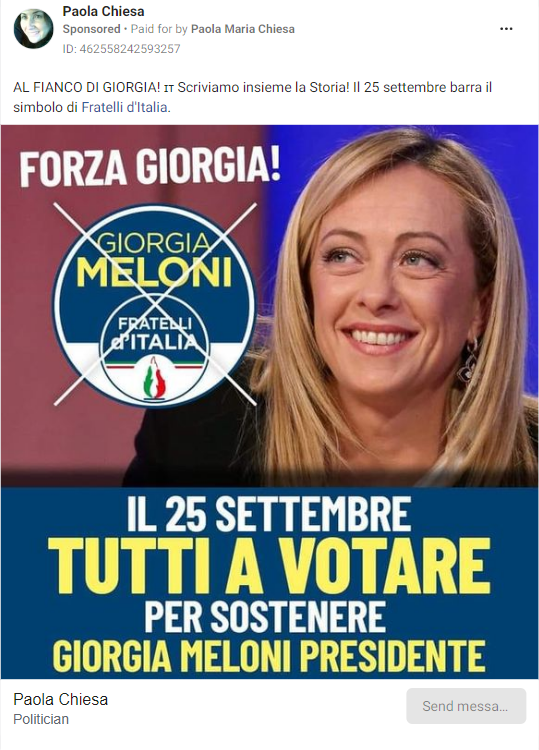 Paola Chiesa
Sponsored • Paid for by Paola Maria Chiesa
ID: 462558242593257
AL FIANCO DI GIORGIA! IT Scriviamo insieme la Storia! Il 25 settembre barra il
simbolo di Fratelli d'Italia.
FORZA GIORGIA!
GIORGIA
MELONI
FRATELLI
d'ITALIA
IL 25 SETTEMBRE
TUTTI A VOTARE
PER SOSTENERE
GIORGIA MELONI PRESIDENTE
Paola Chiesa
Politician
Send messa...